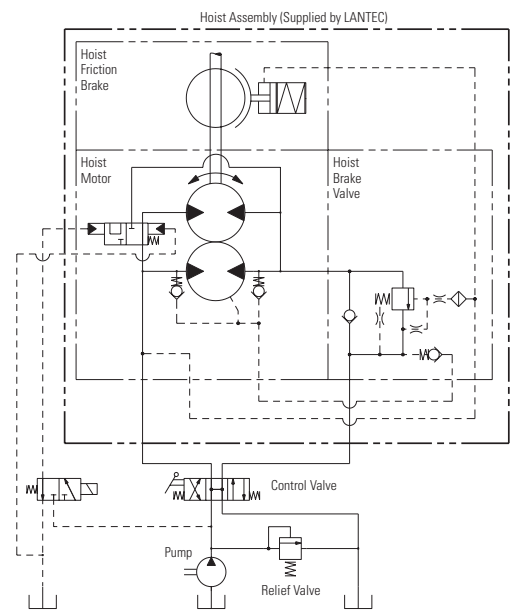 Hoist Assembly (Supplied by LANTEC)
Hoist
Friction
Brake
Hoist
Motor
Hoist
Brake
Valve
Control Valve
Pump
Relief Valve